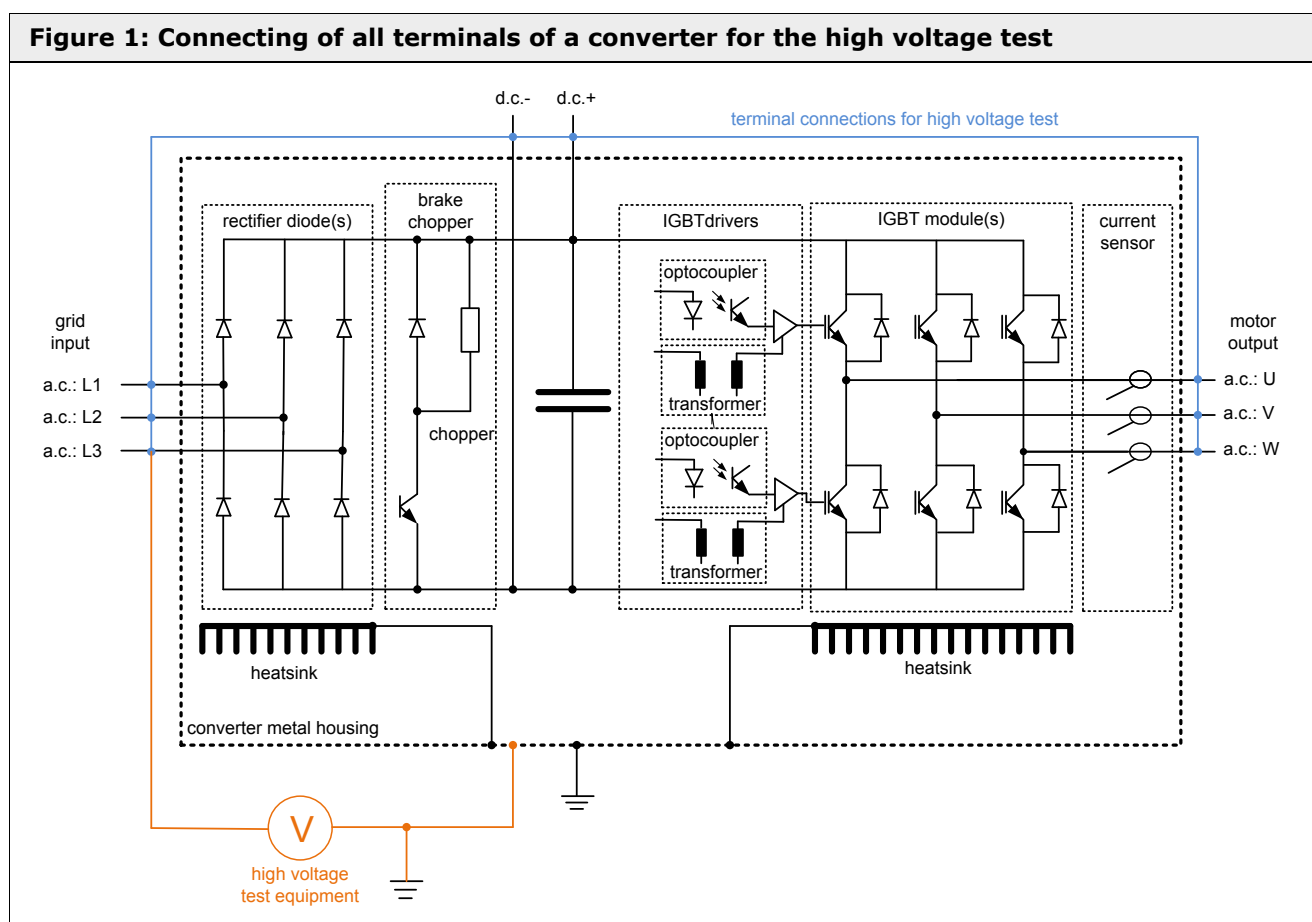 Figure 1: Connecting of all terminals of a converter for the high voltage test
d.c.-
d.c.+
terminal connections for high voltage test
rectifier diode(s)
brake
chopper
IGBTdrivers
IGBT module(s)
current
sensor
optocoupler
grid
input
motor
output
a.c.: L1
a.c.: U
transformer
a.c.: L2
a.c.: V
chopper
optocoupler
a.c.: L3
a.c.: W
transformer
heatsink
heatsink
converter metal housing
V
high voltage
test equipment